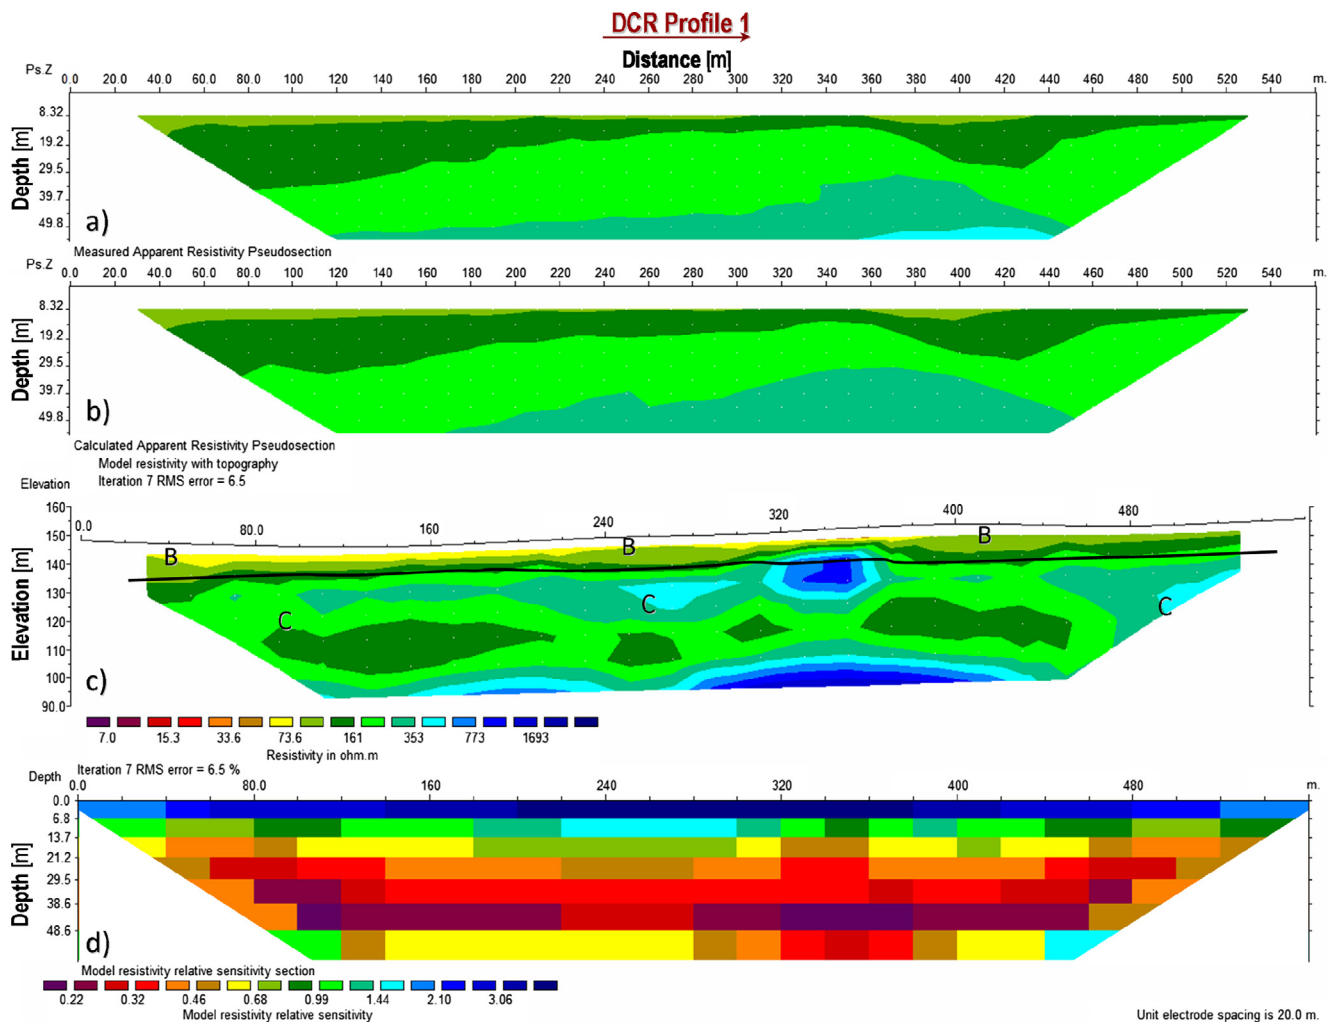 DCR Profile 1
Distance [m]
Ps.Z
0.0 20.0 40.0 60.0 80.0 100 120 140 160 180 200 220 240 260 280 300 320 340 360 380 400 420 440 460 480 500 520 540 m.
8.32
19.2
29.5
39.7
49.8
Depth [m]
a)
Measured Apparent Resistivity Pseudosection
Ps.Z
0.0 20.0 40.0 60.0 80.0 100 120 140 160 180 200 220 240 260 280 300 320 340 360 380 400 420 440 460 480 500 520 540 m.
8.32
19.2
29.5
39.7
49.8
Depth [m]
b)
Calculated Apparent Resistivity Pseudosection
Model resistivity with topography
Iteration 7 RMS error = 6.5
Elevation
160
150
140
130
120
110
100
90.0
Elevation [m]
0.0 80.0 160 240 320 400 480
B B B
C C C
c)
7.0 15.3 33.6 73.6 161 353 773 1693
Resistivity in ohm.m
Iteration 7 RMS error = 6.5 %
Depth
0.0 80.0 160 240 320 400 480 m.
0.0
6.8
13.7
21.2
29.5
38.6
48.6
Depth [m]
d)
Model resistivity relative sensitivity section
0.22 0.32 0.46 0.68 0.99 1.44 2.10 3.06
Model resistivity relative sensitivity
Unit electrode spacing is 20.0 m.